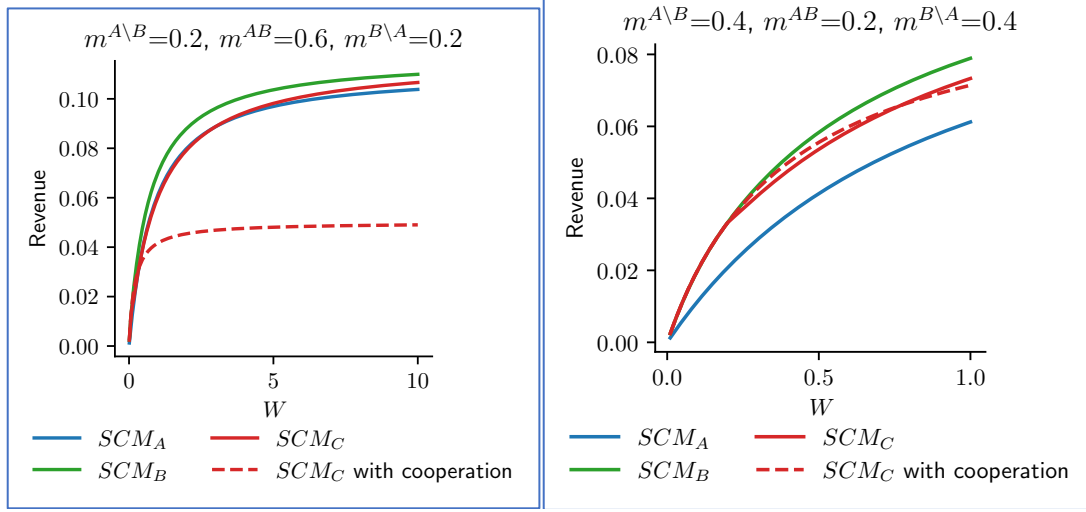 m^{A\B}=0.2, m^{AB}=0.6, m^{B\A}=0.2
Revenue
0.10
0.08
0.06
0.04
0.02
0.00
0
5
10
W
SCM_A
SCM_C
SCM_B
SCM_C with cooperation
m^{A\B}=0.4, m^{AB}=0.2, m^{B\A}=0.4
Revenue
0.08
0.06
0.04
0.02
0.00
0.0
0.5
1.0
W
SCM_A
SCM_C
SCM_B
SCM_C with cooperation